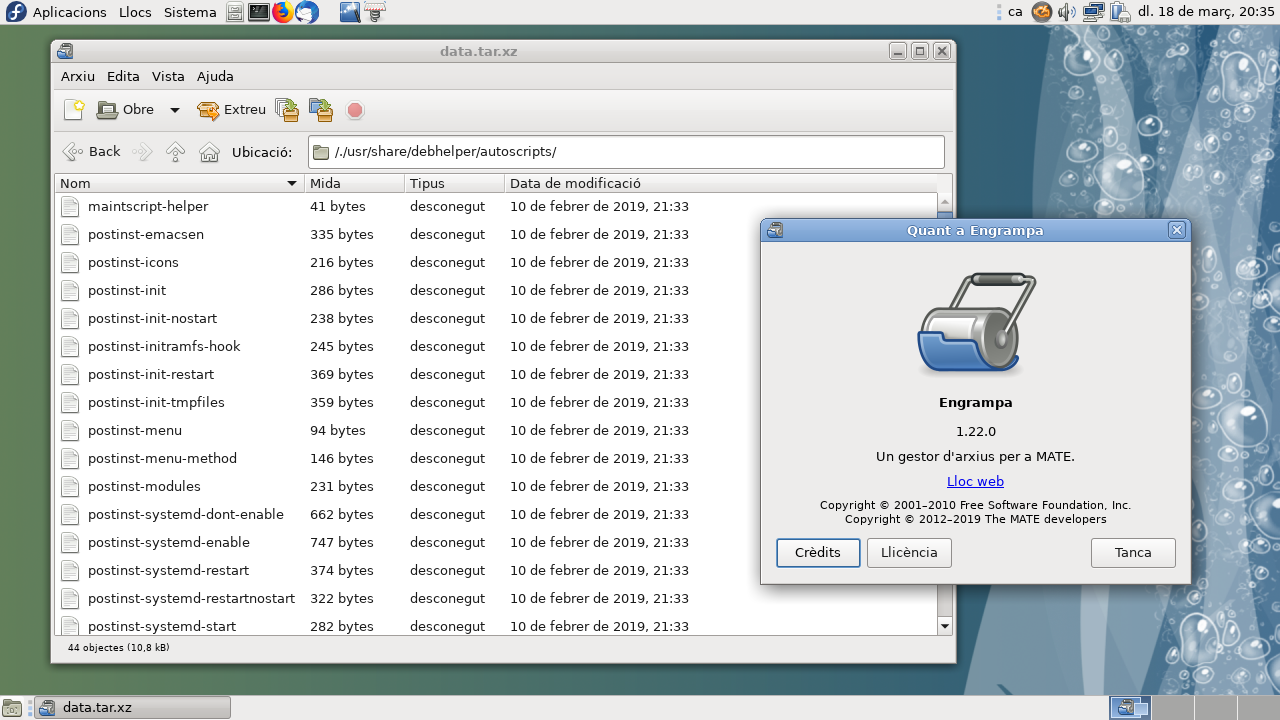 Aplicacions Llocs Sistema ca dl. 18 de març, 20:35
data.tar.xz
Arxiu Edita Vista Ajuda
Obre Extreu
Back Ubicació: /./usr/share/debhelper/autoscripts/
Nom Mida Tipus Data de modificació
maintscript-helper 41 bytes desconegut 10 de febrer de 2019, 21:33
postinst-emacsen 335 bytes desconegut 10 de febrer de 2019, 21:33
postinst-icons 216 bytes desconegut 10 de febrer de 2019, 21:33
postinst-init 286 bytes desconegut 10 de febrer de 2019, 21:33
postinst-init-nostart 238 bytes desconegut 10 de febrer de 2019, 21:33
postinst-initramfs-hook 245 bytes desconegut 10 de febrer de 2019, 21:33
postinst-init-restart 369 bytes desconegut 10 de febrer de 2019, 21:33
postinst-init-tmpfiles 359 bytes desconegut 10 de febrer de 2019, 21:33
postinst-menu 94 bytes desconegut 10 de febrer de 2019, 21:33
postinst-menu-method 146 bytes desconegut 10 de febrer de 2019, 21:33
postinst-modules 231 bytes desconegut 10 de febrer de 2019, 21:33
postinst-systemd-dont-enable 662 bytes desconegut 10 de febrer de 2019, 21:33
postinst-systemd-enable 747 bytes desconegut 10 de febrer de 2019, 21:33
postinst-systemd-restart 374 bytes desconegut 10 de febrer de 2019, 21:33
postinst-systemd-restartnostart 322 bytes desconegut 10 de febrer de 2019, 21:33
postinst-systemd-start 282 bytes desconegut 10 de febrer de 2019, 21:33
44 objectes (10,8 kB)
Quant a Engrampa
Engrampa
1.22.0
Un gestor d'arxius per a MATE.
Lloc web
Copyright © 2001–2010 Free Software Foundation, Inc.
Copyright © 2012–2019 The MATE developers
Crèdits Llicència Tanca
data.tar.xz